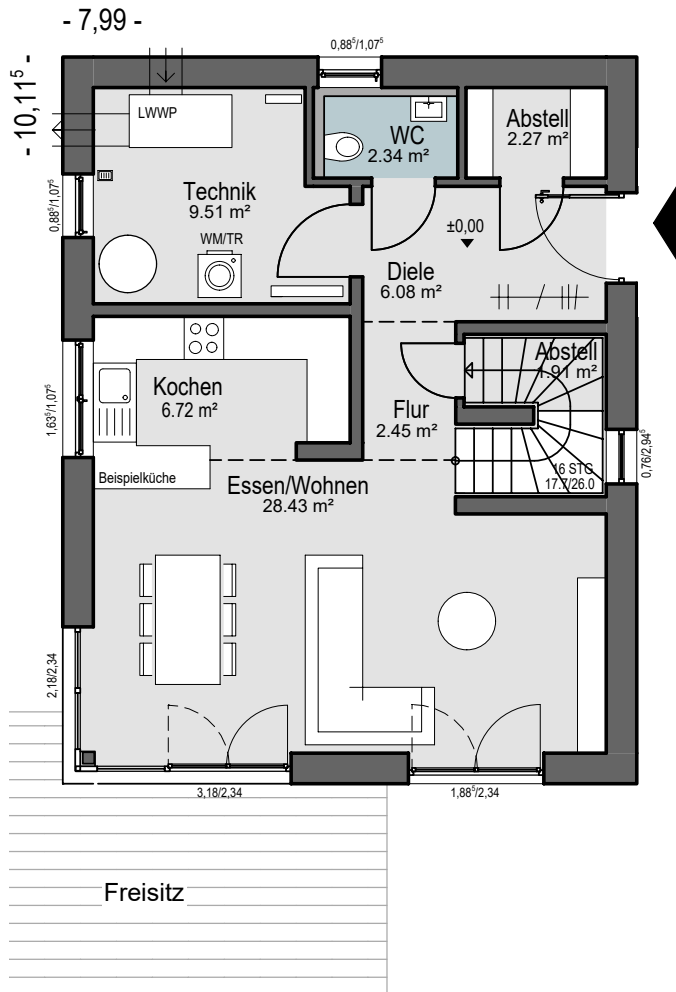 - 7,99 -
- 10,11⁵ -
0,88⁵/1,07⁵
LWWP
WC
2.34 m²
Abstell
2.27 m²
Technik
9.51 m²
0,88⁵/1,07⁵
WM/TR
±0,00
Diele
6.08 m²
Abstell
1.91 m²
Kochen
6.72 m²
1,63⁵/1,07⁵
Flur
2.45 m²
0,76/2,94⁵
16 STG
17.7/26.0
Beispielküche
Essen/Wohnen
28.43 m²
2,18/2,34
3,18/2,34
1,88⁵/2,34
Freisitz